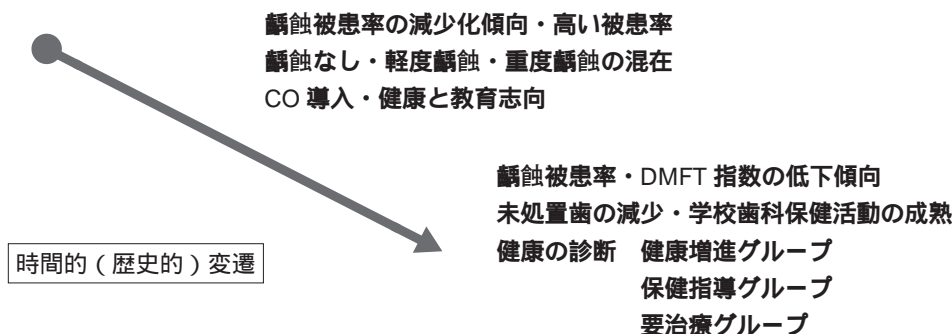 齲蝕被患率の減少化傾向・高い被患率
齲蝕なし・軽度齲蝕・重度齲蝕の混在
CO 導入・健康と教育志向
齲蝕被患率・DMFT 指数の低下傾向
未処置歯の減少・学校歯科保健活動の成熟
健康の診断　健康増進グループ
保健指導グループ
要治療グループ
時間的（歴史的）変遷